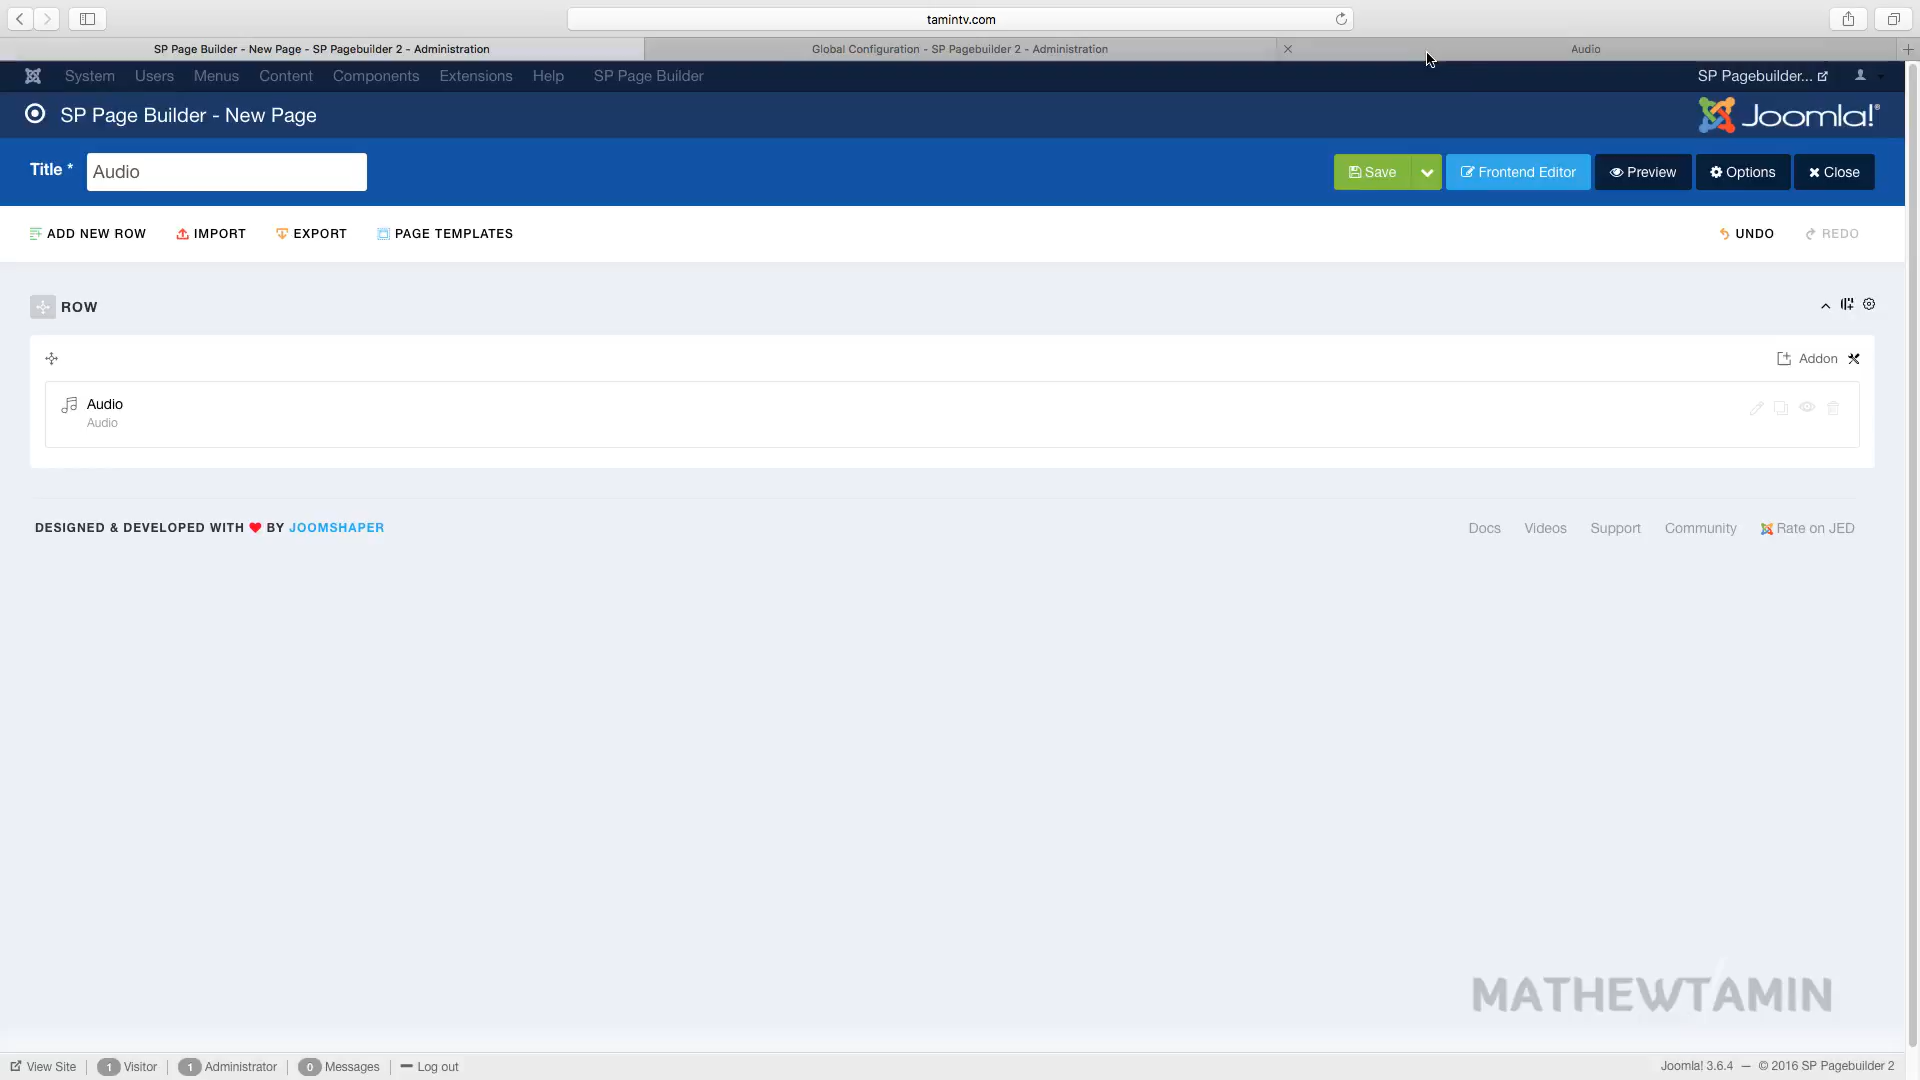 tamintv.com
SP Page Builder - New Page - SP Pagebuilder 2 - Administration
Global Configuration - SP Pagebuilder 2 - Administration
Audio
System Users Menus Content Components Extensions Help SP Page Builder
SP Pagebuilder...
SP Page Builder - New Page
Joomla!®
Title * Audio
Save Frontend Editor Preview Options Close
ADD NEW ROW IMPORT EXPORT PAGE TEMPLATES
UNDO REDO
ROW
Addon
Audio
Audio
DESIGNED & DEVELOPED WITH ♥ BY JOOMSHAPER
Docs Videos Support Community Rate on JED
MATHEWTAMIN
View Site 1 Visitor 1 Administrator 0 Messages Log out
Joomla! 3.6.4 — © 2016 SP Pagebuilder 2